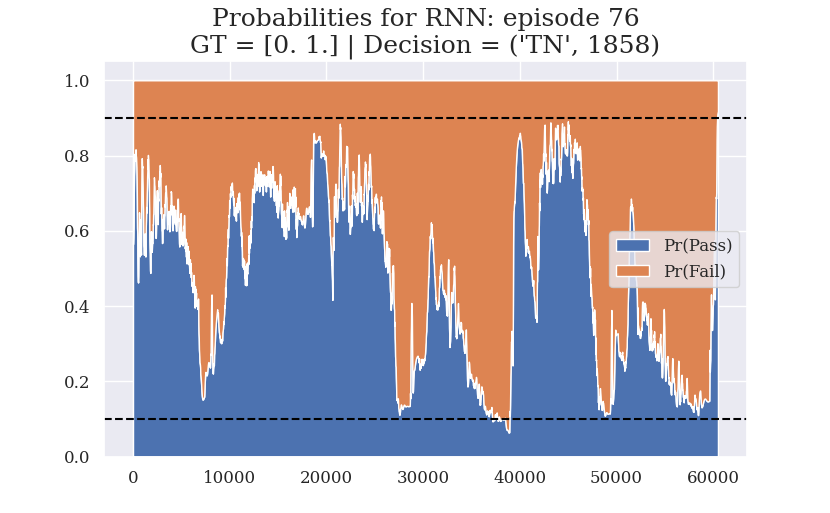 Probabilities for RNN: episode 76
GT = [0. 1.] | Decision = ('TN', 1858)
1.0
0.8
0.6
0.4
0.2
0.0
Pr(Pass)
Pr(Fail)
0 10000 20000 30000 40000 50000 60000